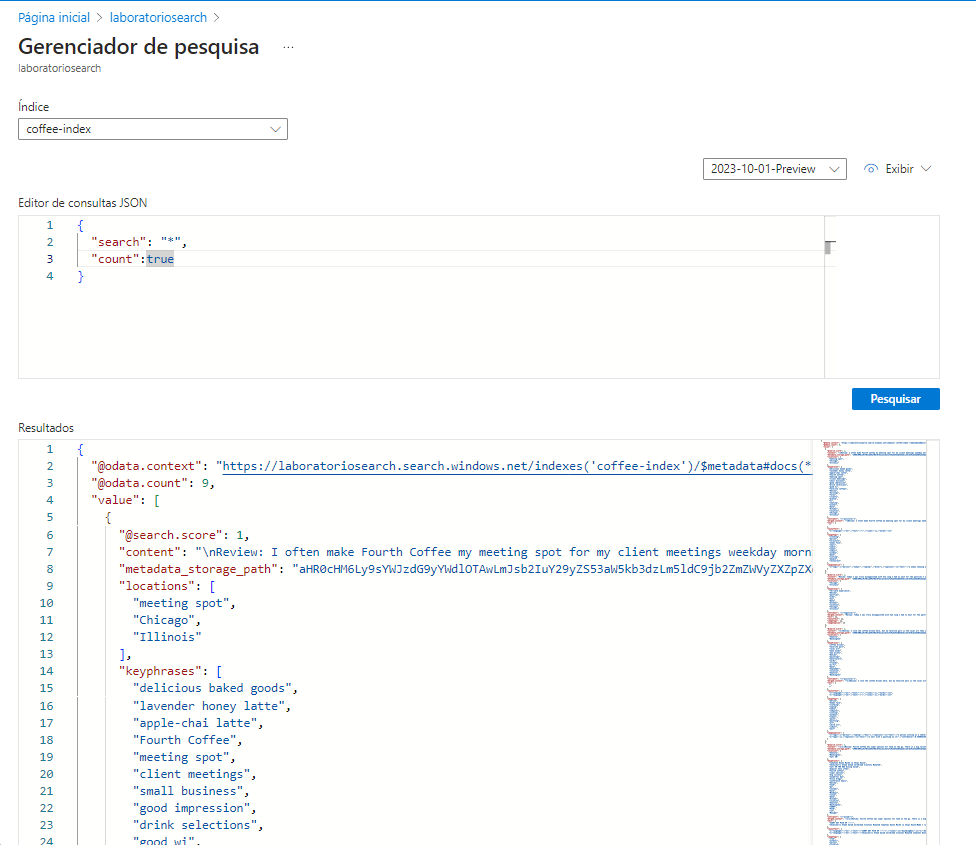 Página inicial > laboratoriosearch >
Gerenciador de pesquisa ...
laboratoriosearch
Índice
coffee-index
2023-10-01-Preview
Exibir
Editor de consultas JSON
1 {
2 "search": "*",
3 "count":true
4 }
Pesquisar
Resultados
1 {
2 "@odata.context": "https://laboratoriosearch.search.windows.net/indexes('coffee-index')/$metadata#docs(*
3 "@odata.count": 9,
4 "value": [
5 {
6 "@search.score": 1,
7 "content": "\nReview: I often make Fourth Coffee my meeting spot for my client meetings weekday morn
8 "metadata_storage_path": "aHR0cHM6Ly9sYWJzdG9yYWdlOTAwLmJsb2IuY29yZS53aW5kb3dzLm5ldC9jb2ZmZWVyZXZpZX
9 "locations": [
10 "meeting spot",
11 "Chicago",
12 "Illinois"
13 ],
14 "keyphrases": [
15 "delicious baked goods",
16 "lavender honey latte",
17 "apple-chai latte",
18 "Fourth Coffee",
19 "meeting spot",
20 "client meetings",
21 "small business",
22 "good impression",
23 "drink selections",
24 "good wi",